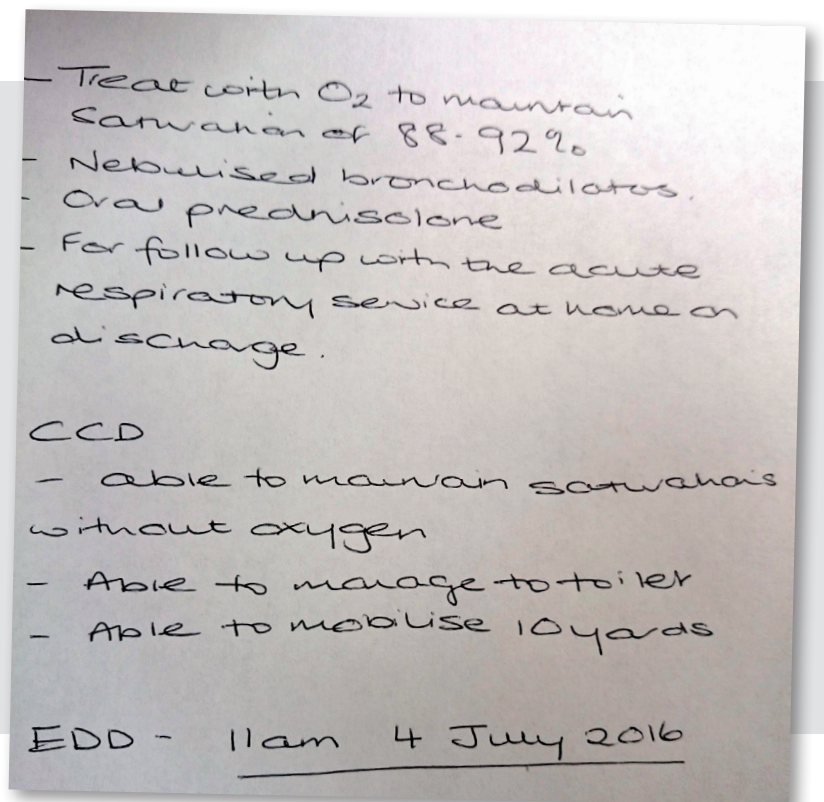 - Treat with O2 to maintain
saturation of 88-92%
- Nebulised bronchodilators.
- Oral prednisolone
- For follow up with the acute
respiratory service at home on
discharge.
CCD
- able to maintain saturations
without oxygen
- Able to manage to toilet
- Able to mobilise 10 yards
EDD - 11am 4 July 2016